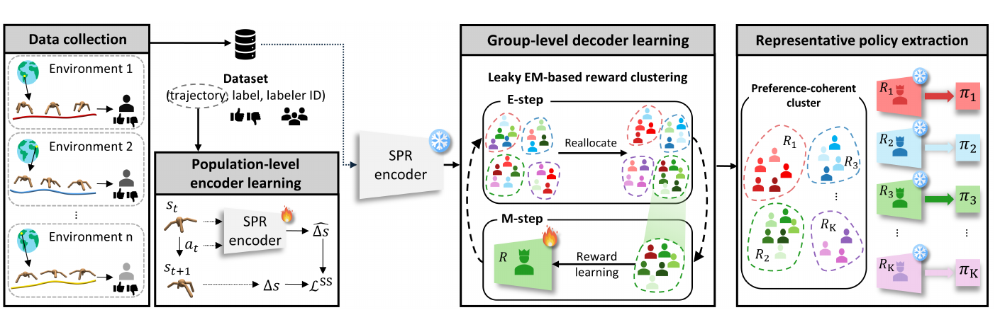 Data collection
Environment 1
Environment 2
⋮
Environment n
Dataset
(trajectory, label, labeler ID)
Population-level
encoder learning
s_t
a_t
s_{t+1}
SPR
encoder
\widehat{Δs}
Δs
ℒ^{SS}
SPR
encoder
Group-level decoder learning
Leaky EM-based reward clustering
E-step
Reallocate
M-step
R
Reward
learning
Representative policy extraction
Preference-coherent
cluster
R_1
R_3
⋮
R_2
R_K
R_1
π_1
R_2
π_2
R_3
π_3
⋮
⋮
R_K
π_K